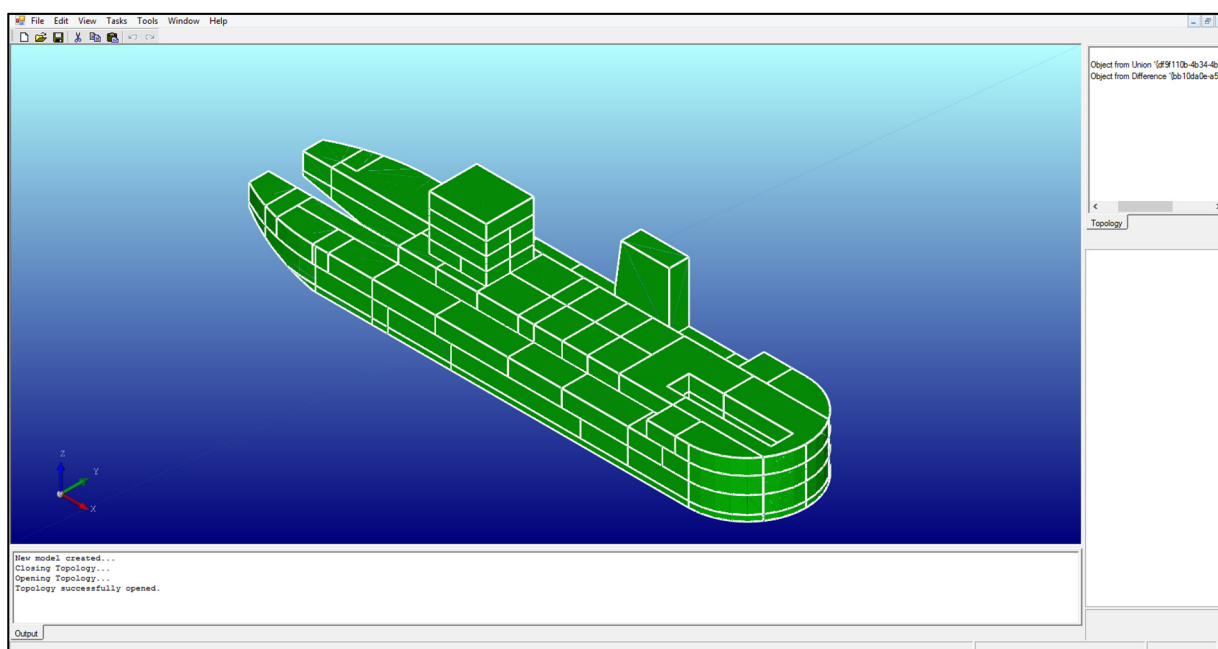 File Edit View Tasks Tools Window Help
Object from Union '{df9f110b-4b34-4b
Object from Difference '{bb10da0e-a5
Topology
Z
Y
X
New model created...
Closing Topology...
Opening Topology...
Topology successfully opened.
Output